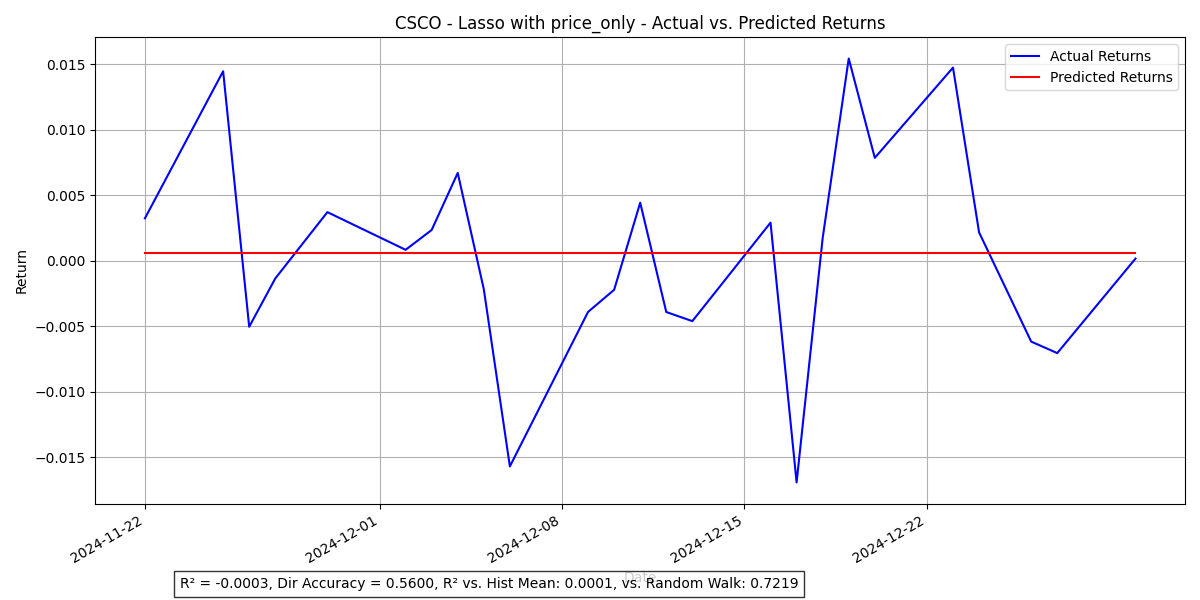 CSCO - Lasso with price_only - Actual vs. Predicted Returns
Actual Returns
Predicted Returns
0.015
0.010
0.005
0.000
−0.005
−0.010
−0.015
Return
2024-11-22
2024-12-01
2024-12-08
2024-12-15
2024-12-22
Date
R² = -0.0003, Dir Accuracy = 0.5600, R² vs. Hist Mean: 0.0001, vs. Random Walk: 0.7219